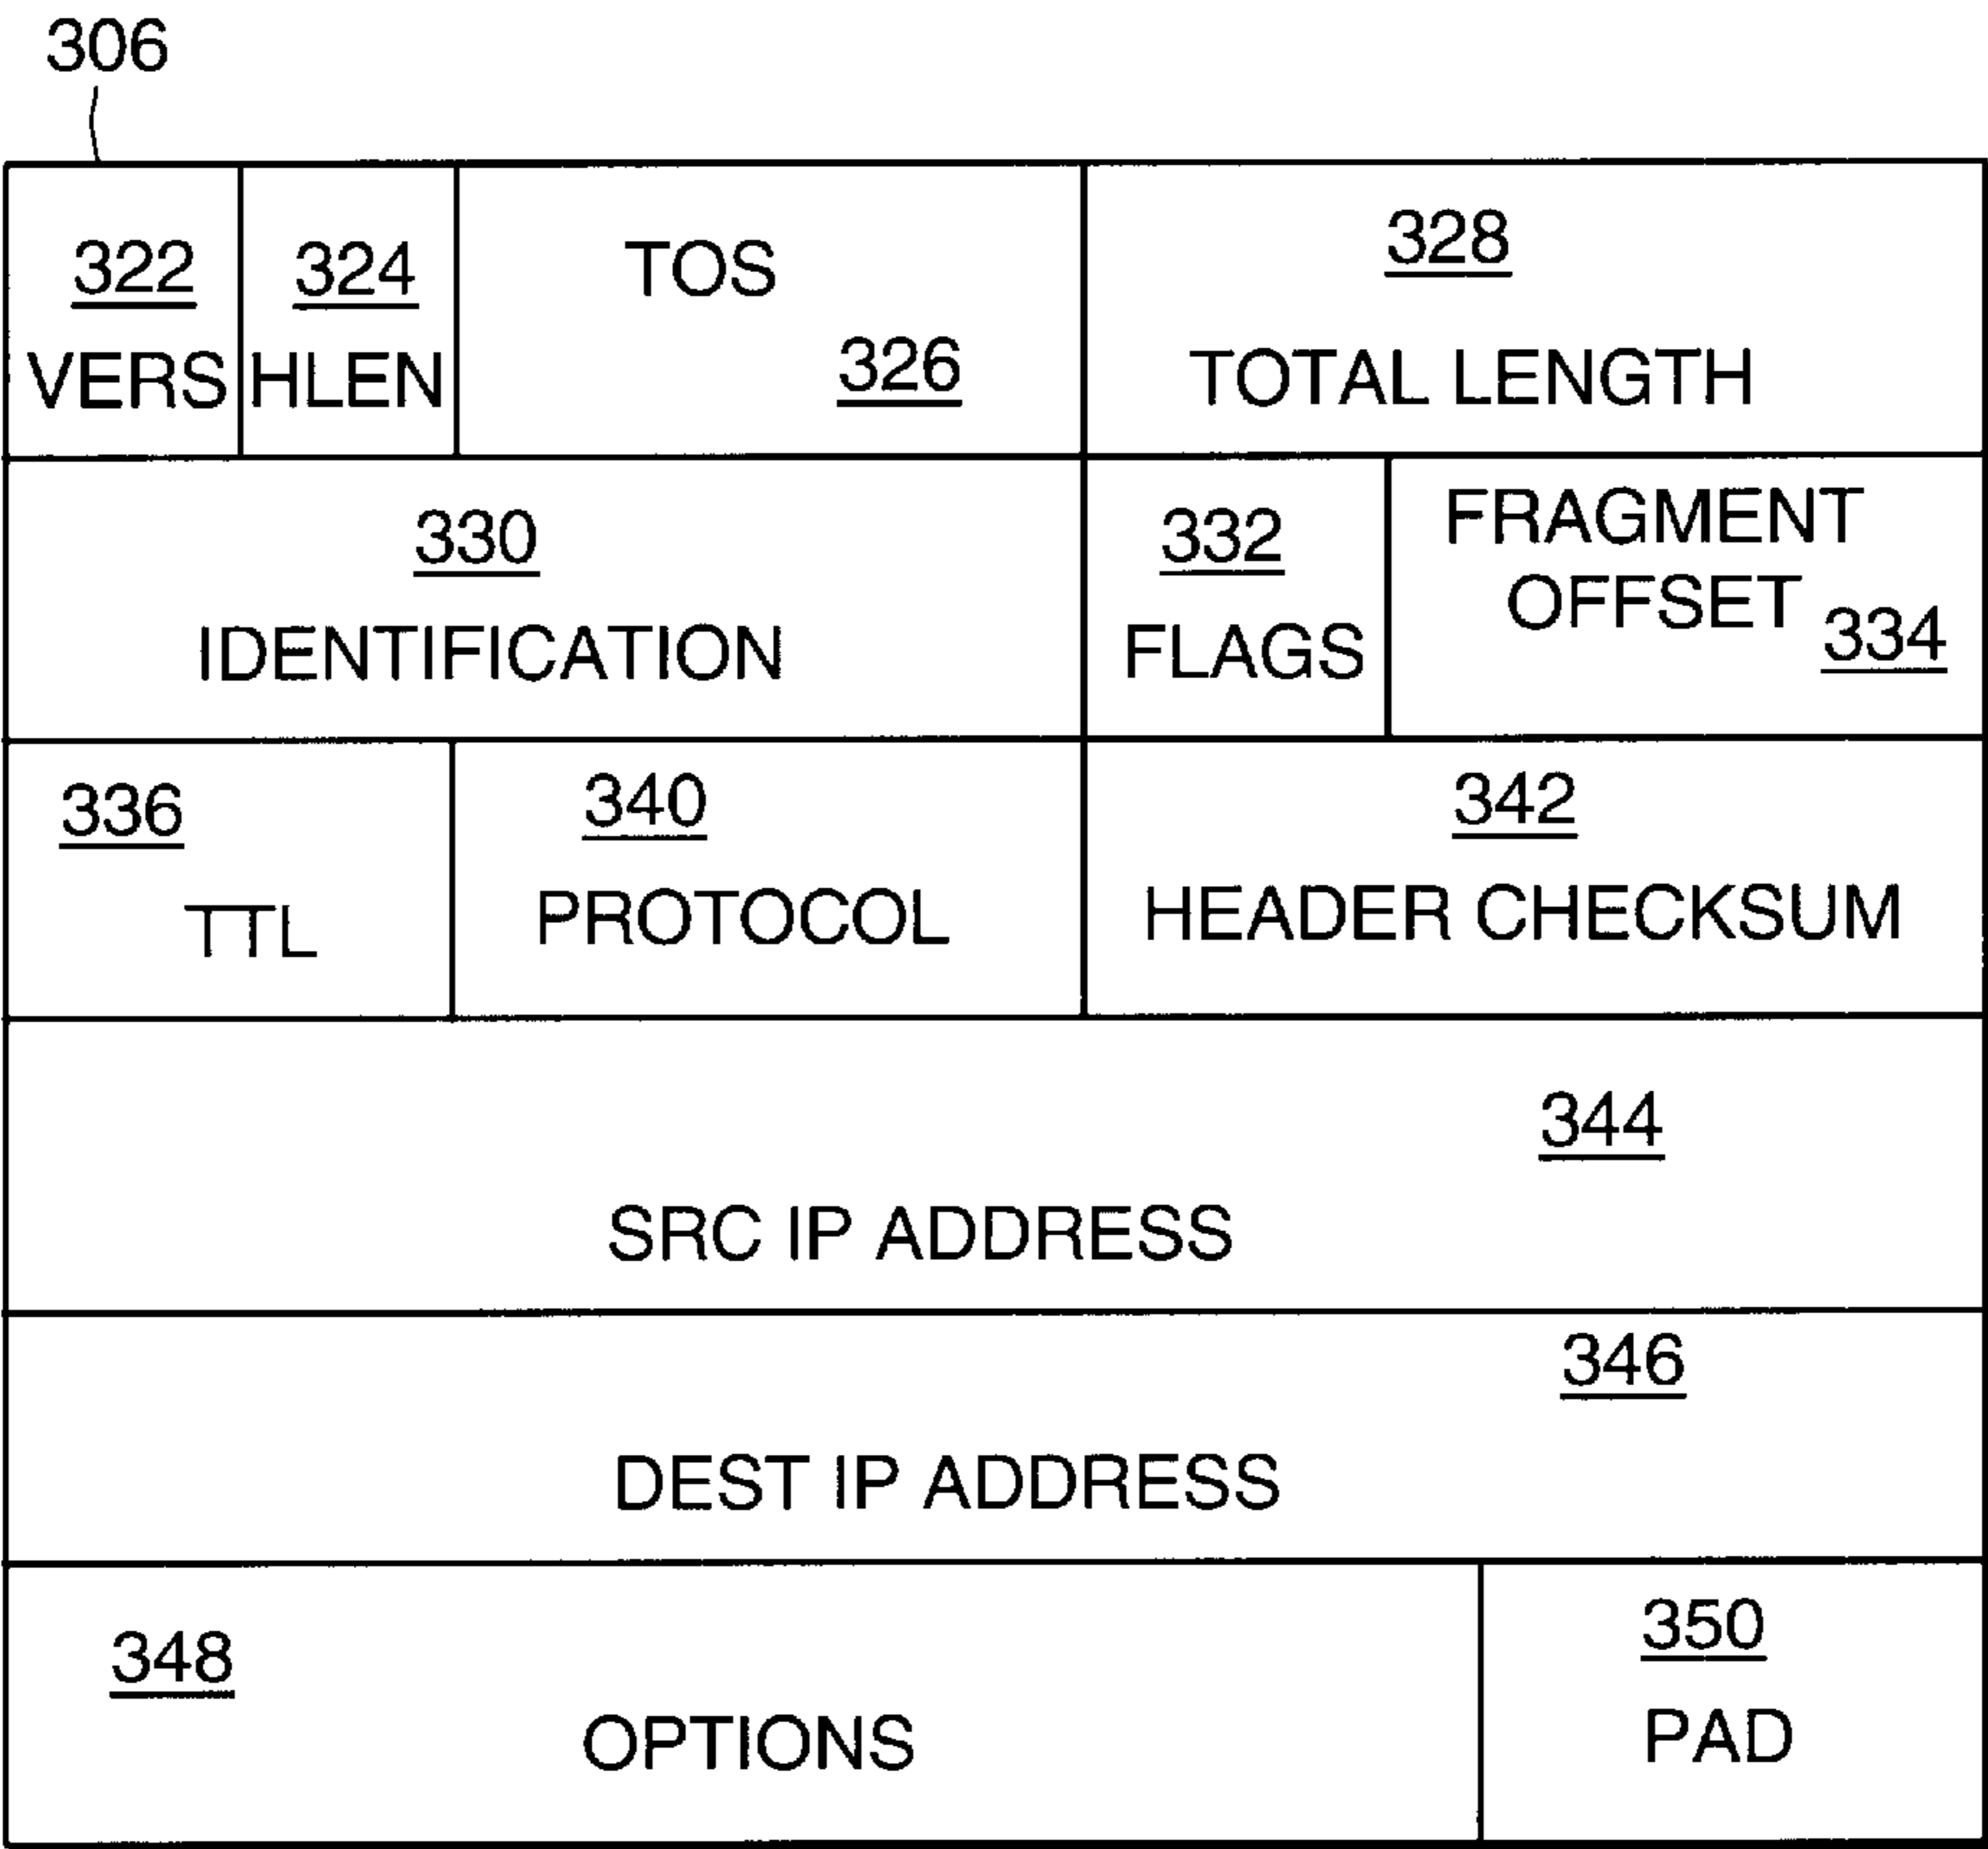 306
322
VERS
324
HLEN
TOS
326
328
TOTAL LENGTH
330
IDENTIFICATION
332
FLAGS
FRAGMENT
OFFSET
334
336
TTL
340
PROTOCOL
342
HEADER CHECKSUM
344
SRC IP ADDRESS
346
DEST IP ADDRESS
348
OPTIONS
350
PAD